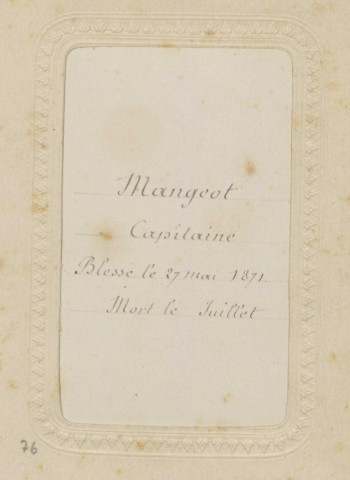 Mangeot
Capitaine
Blessé le 27 mai 1871
Mort le Juillet
76